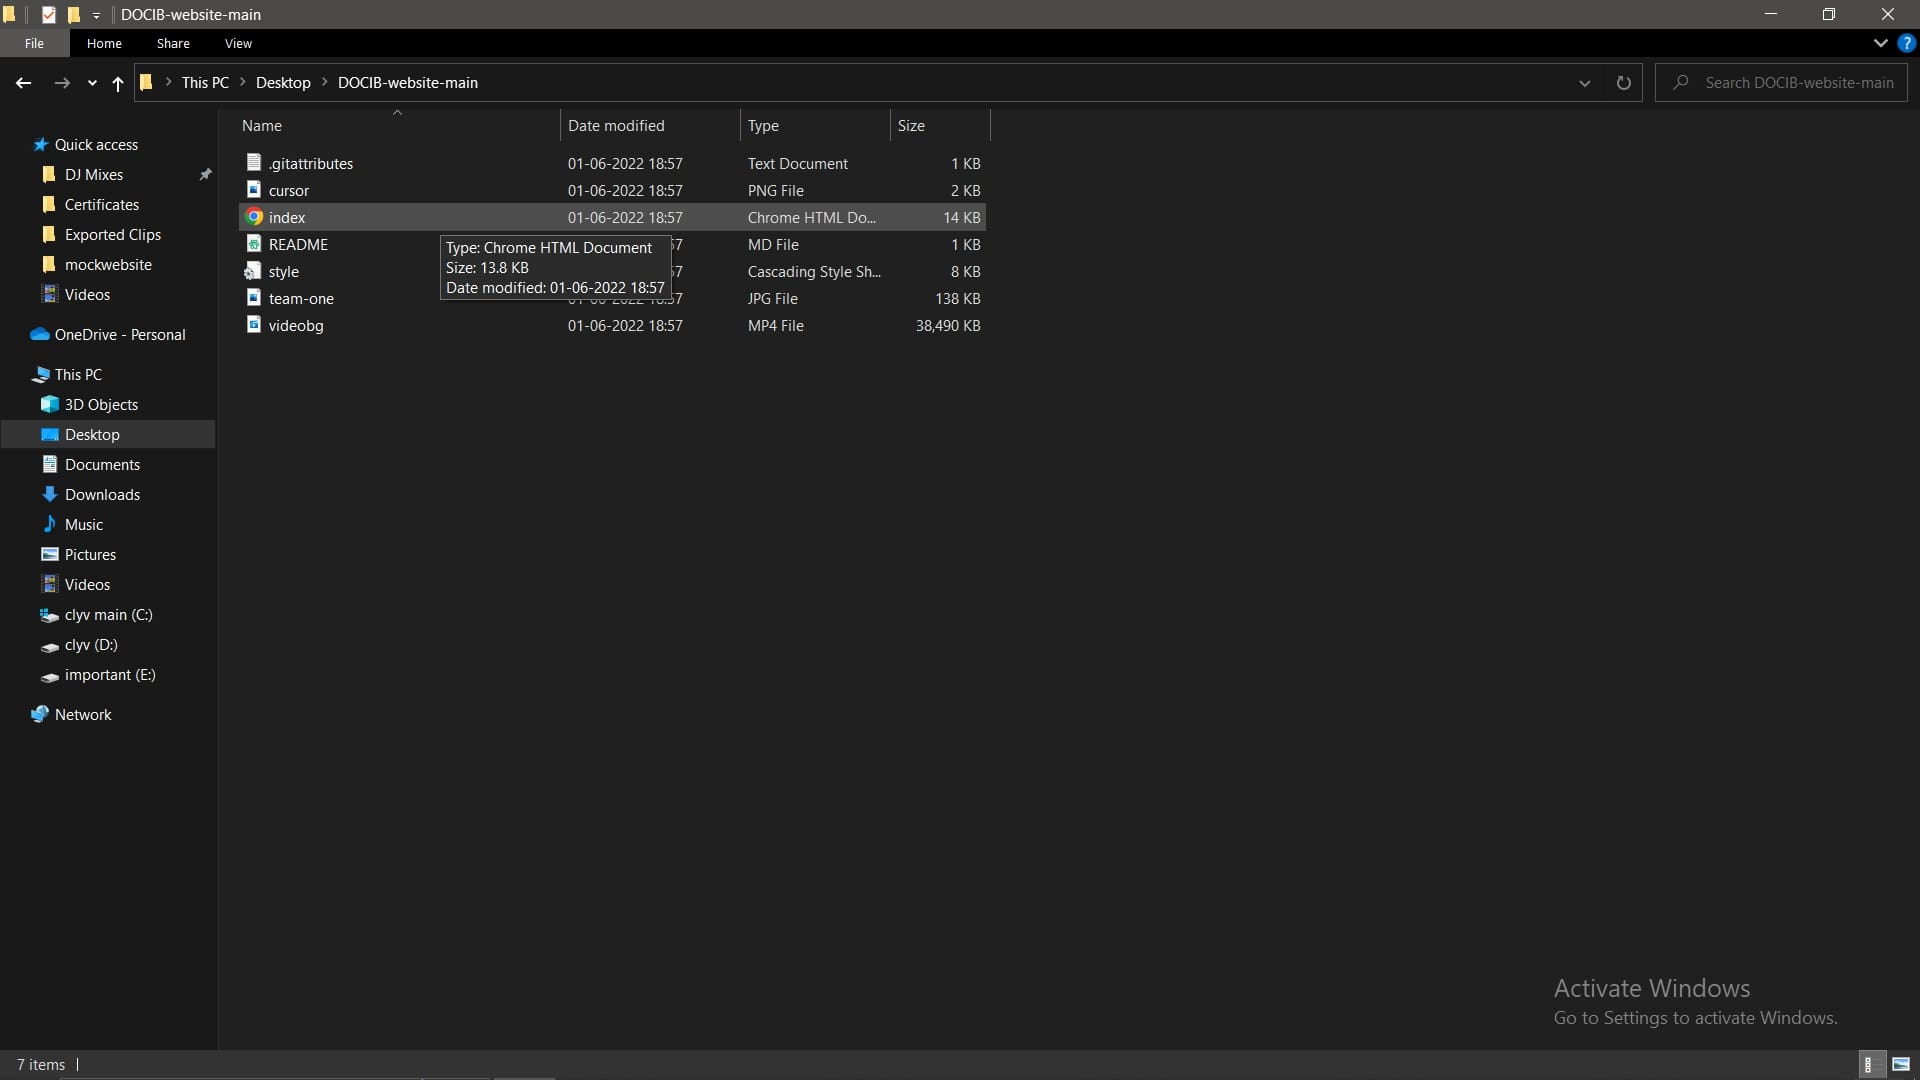 DOCIB-website-main
File Home Share View
This PC Desktop DOCIB-website-main
Search DOCIB-website-main
Name Date modified Type Size
Quick access
DJ Mixes
Certificates
Exported Clips
mockwebsite
Videos
OneDrive - Personal
This PC
3D Objects
Desktop
Documents
Downloads
Music
Pictures
Videos
clyv main (C:)
clyv (D:)
important (E:)
Network
.gitattributes 01-06-2022 18:57 Text Document 1 KB
cursor 01-06-2022 18:57 PNG File 2 KB
index 01-06-2022 18:57 Chrome HTML Do... 14 KB
README MD File 1 KB
style Cascading Style Sh... 8 KB
team-one JPG File 138 KB
videobg 01-06-2022 18:57 MP4 File 38,490 KB
Type: Chrome HTML Document
Size: 13.8 KB
Date modified: 01-06-2022 18:57
Activate Windows
Go to Settings to activate Windows.
7 items